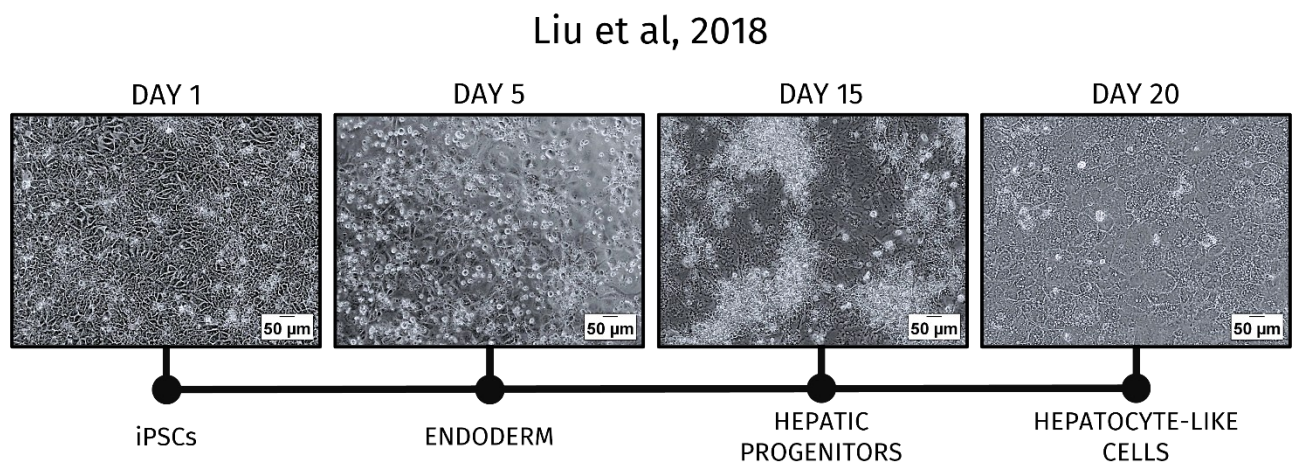 Liu et al, 2018
DAY 1
DAY 5
DAY 15
DAY 20
50 µm
50 µm
50 µm
50 µm
iPSCs
ENDODERM
HEPATIC
PROGENITORS
HEPATOCYTE-LIKE
CELLS